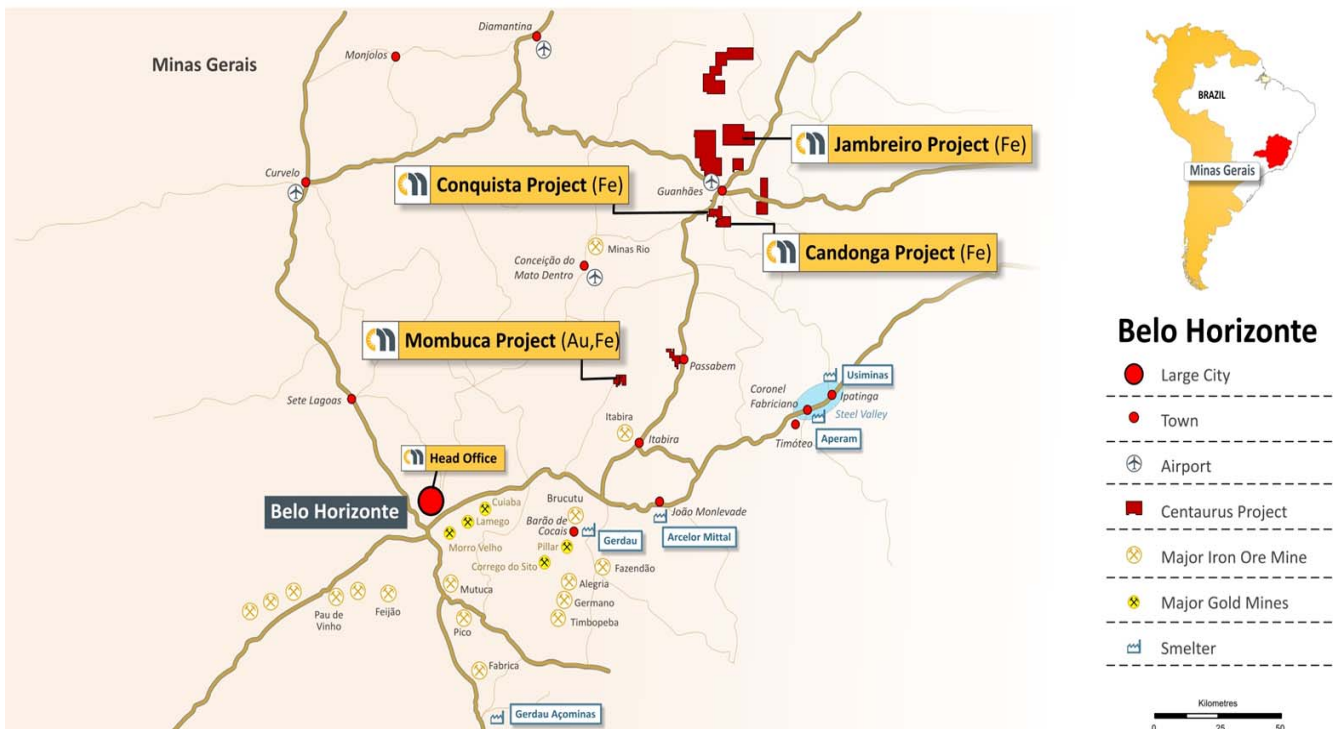 Diamantina
Monjolos
Minas Gerais
Jambreiro Project (Fe)
Conquista Project (Fe)
Curvelo
Guanhães
Candonga Project (Fe)
Minas Rio
Conceição do
Mato Dentro
Mombuca Project (Au,Fe)
Passabem
Sete Lagoas
Usiminas
Coronel
Fabriciano
Ipatinga
Steel Valley
Timóteo
Aperam
Itabira
Itabira
Head Office
Belo Horizonte
Cuiaba
Lamego
Morro Velho
Brucutu
Barão de
Cocais
Gerdau
João Monlevade
Arcelor Mittal
Pillar
Corrego do Sito
Fazendão
Alegria
Germano
Timbopeba
Mutuca
Pau de
Vinho
Feijão
Pico
Fabrica
Gerdau Açominas
BRAZIL
Minas Gerais
Belo Horizonte
Large City
Town
Airport
Centaurus Project
Major Iron Ore Mine
Major Gold Mines
Smelter
Kilometres
0 25 50